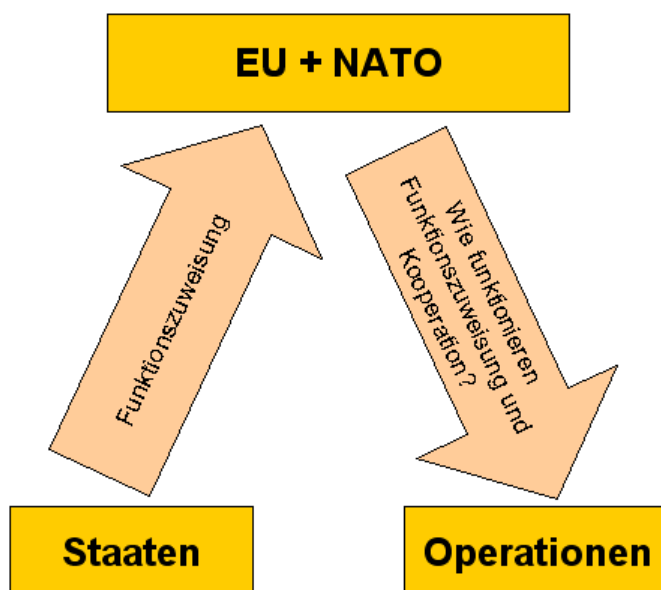 EU + NATO
Funktionszuweisung
Wie funktionieren
Funktionszuweisung und
Kooperation?
Staaten
Operationen